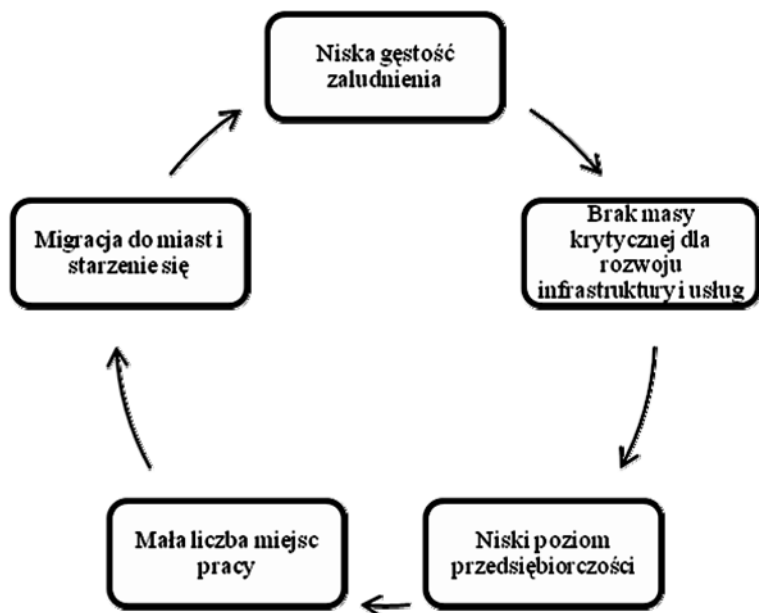 Niska gęstość
zaludnienia
Brak masy
krytycznej dla
rozwoju
infrastruktury i usług
Niski poziom
przedsiębiorczości
Mała liczba miejsc
pracy
Migracja do miast i
starzenie się